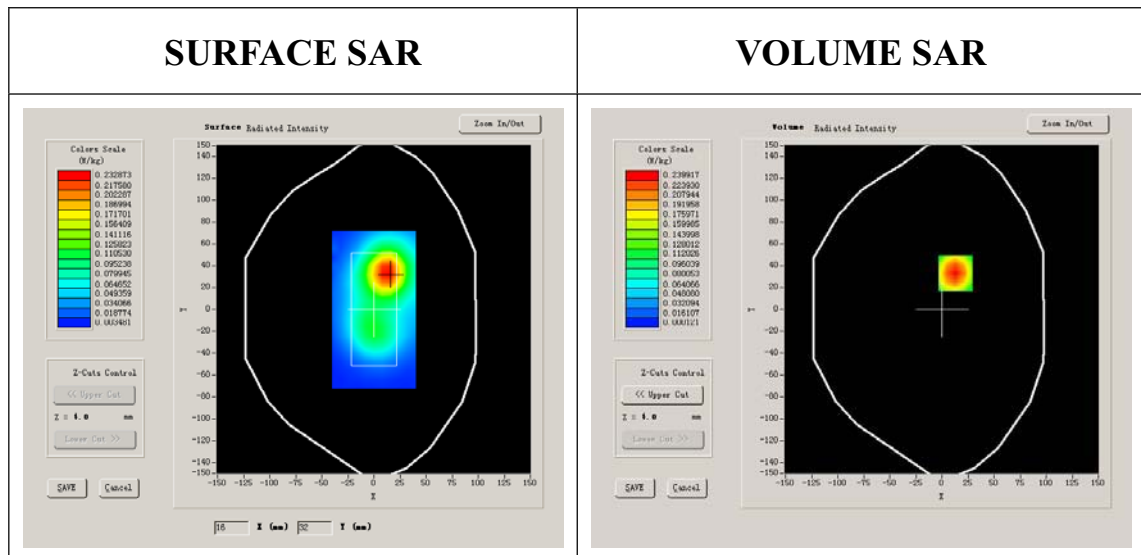 SURFACE SAR
VOLUME SAR
Surface Radiated Intensity
Zoom In/Out
Colors Scale
(W/kg)
0.232873
0.217580
0.202287
0.186994
0.171701
0.156409
0.141116
0.125823
0.110530
0.095238
0.079945
0.064652
0.049359
0.034066
0.018774
0.003481
Z-Cuts Control
<< Upper Cut
Z = 4.0 mm
Lower Cut >>
SAVE Cancel
150
140
120
100
80
60
40
20
0
-20
-40
-60
-80
-100
-120
-140
-150
Y
-150 -125 -100 -75 -50 -25 0 25 50 75 100 125 150
X
16 X (mm) 32 Y (mm)
Volume Radiated Intensity
Zoom In/Out
Colors Scale
(W/kg)
0.239917
0.223930
0.207944
0.191958
0.175971
0.159985
0.143998
0.128012
0.112026
0.096039
0.080053
0.064066
0.048080
0.032094
0.016107
0.000121
Z-Cuts Control
<< Upper Cut
Z = 4.0 mm
Lower Cut >>
SAVE Cancel
150
140
120
100
80
60
40
20
0
-20
-40
-60
-80
-100
-120
-140
-150
Y
-150 -125 -100 -75 -50 -25 0 25 50 75 100 125 150
X